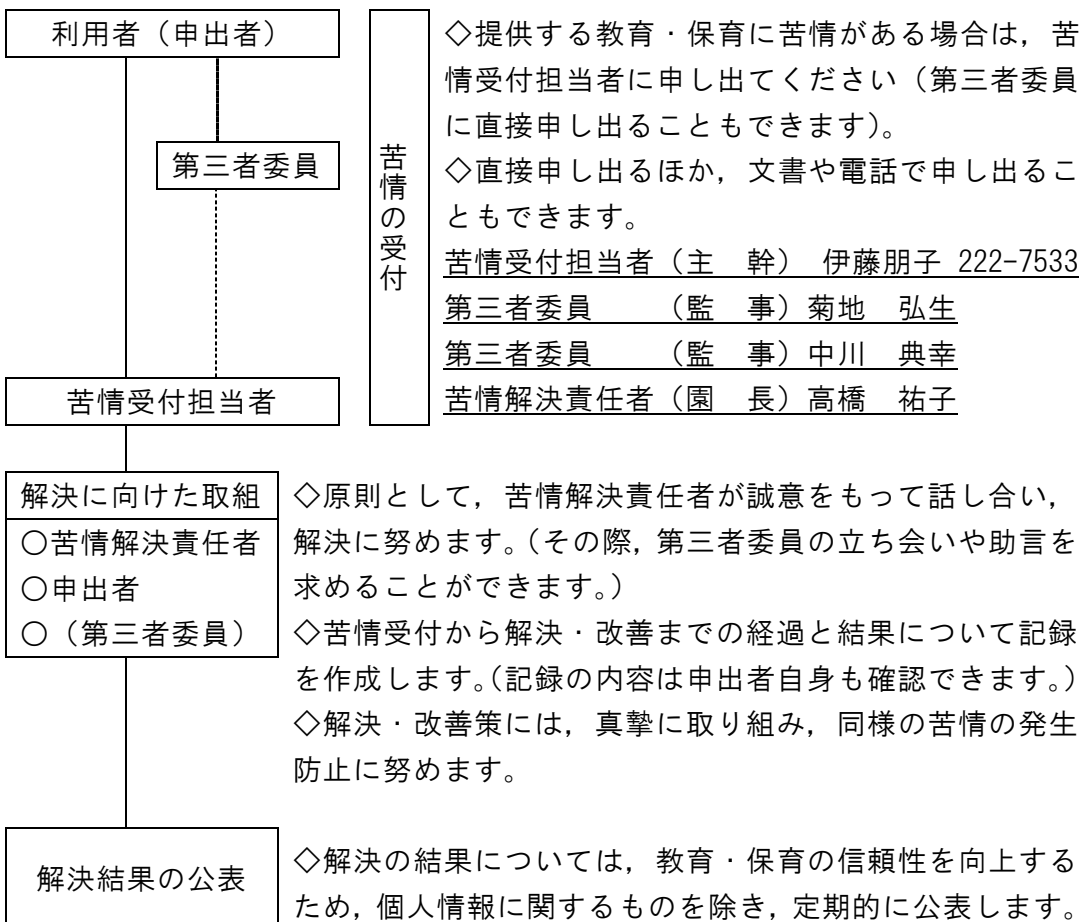 利用者（申出者）
第三者委員
苦情受付担当者
苦情の受付
◇提供する教育・保育に苦情がある場合は，苦
情受付担当者に申し出てください（第三者委員
に直接申し出ることもできます）。
◇直接申し出るほか，文書や電話で申し出るこ
ともできます。
苦情受付担当者（主　幹）　伊藤朋子 222-7533
第三者委員　　（監　事）菊地　弘生
第三者委員　　（監　事）中川　典幸
苦情解決責任者（園　長）高橋　祐子
解決に向けた取組
○苦情解決責任者
○申出者
○（第三者委員）
◇原則として，苦情解決責任者が誠意をもって話し合い，
解決に努めます。（その際，第三者委員の立ち会いや助言を
求めることができます。）
◇苦情受付から解決・改善までの経過と結果について記録
を作成します。（記録の内容は申出者自身も確認できます。）
◇解決・改善策には，真摯に取り組み，同様の苦情の発生
防止に努めます。
解決結果の公表
◇解決の結果については，教育・保育の信頼性を向上する
ため，個人情報に関するものを除き，定期的に公表します。